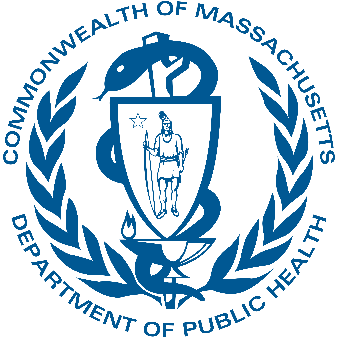 COMMONWEALTH OF MASSACHUSETTS
DEPARTMENT OF PUBLIC HEALTH